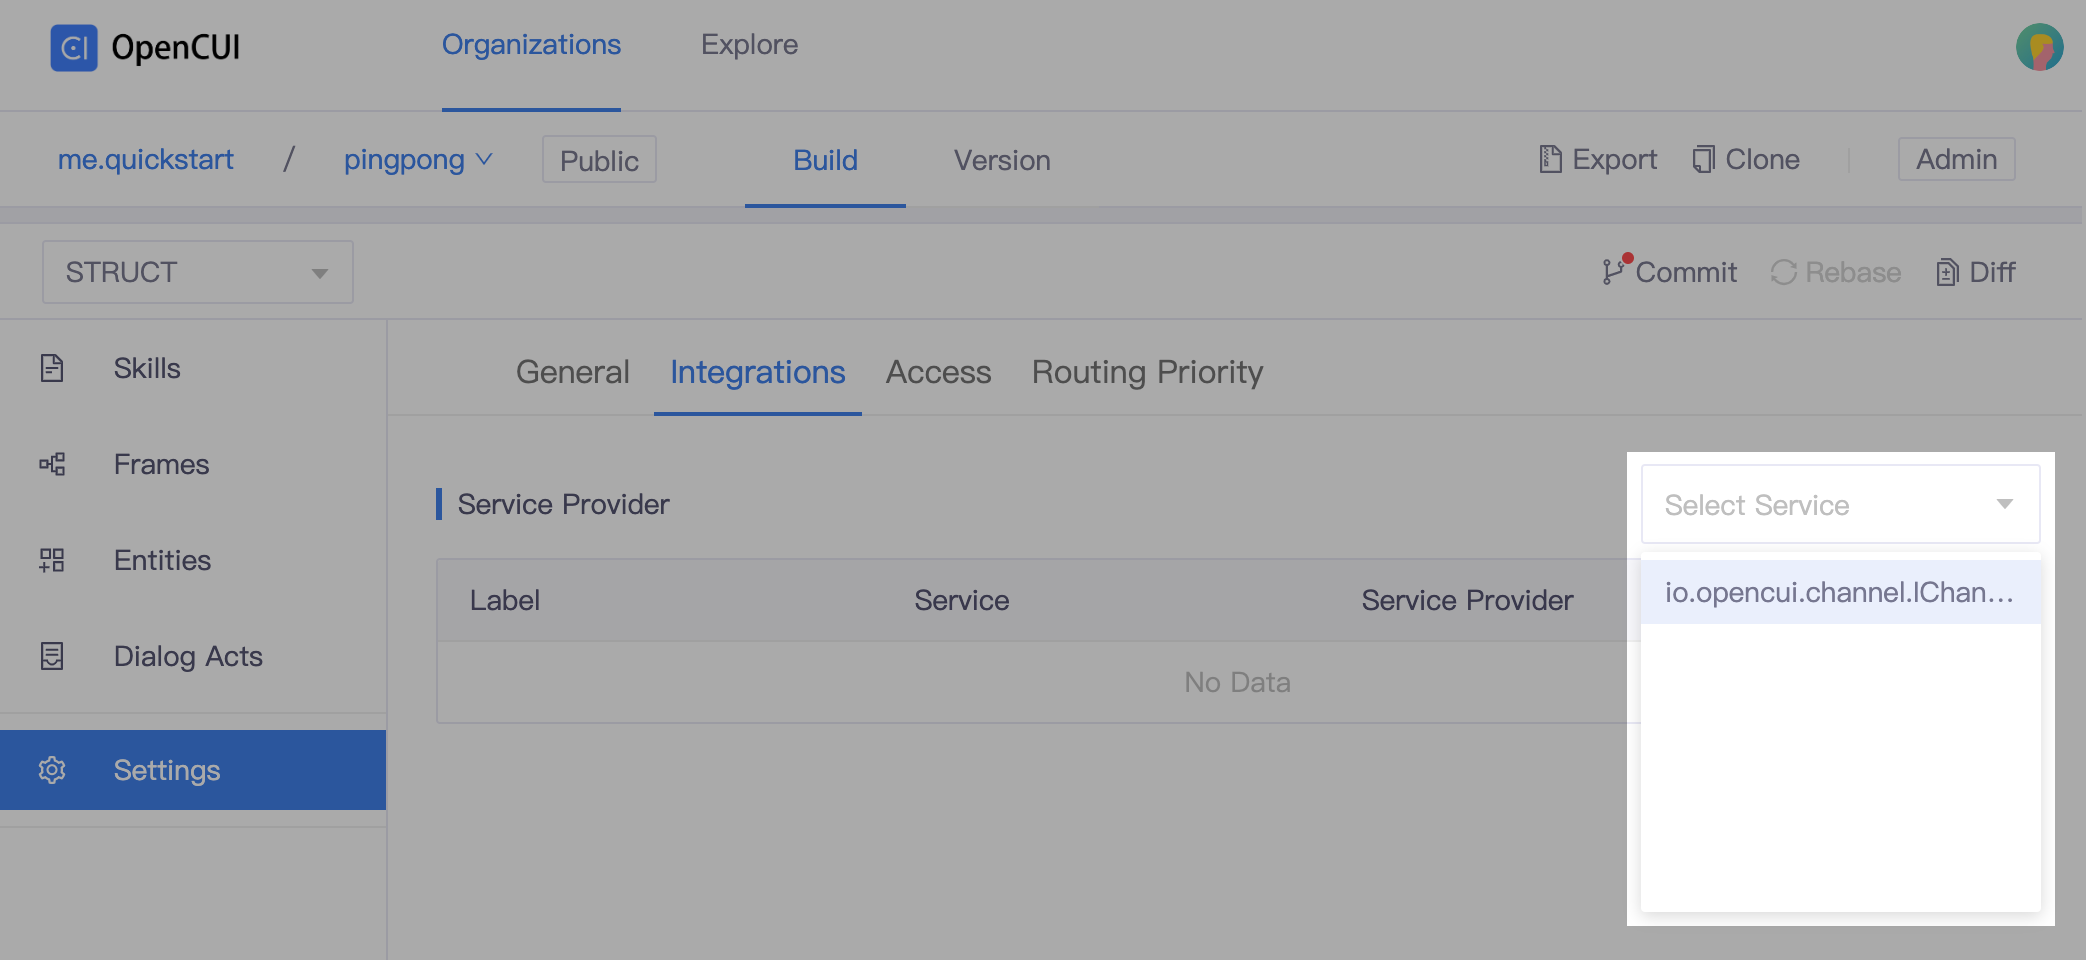 CI OpenCUI
Organizations Explore
me.quickstart / pingpong Public Build Version Export Clone Admin
STRUCT Commit Rebase Diff
Skills
Frames
Entities
Dialog Acts
Settings
General Integrations Access Routing Priority
Service Provider
Select Service
io.opencui.channel.IChan...
Label Service Service Provider
No Data